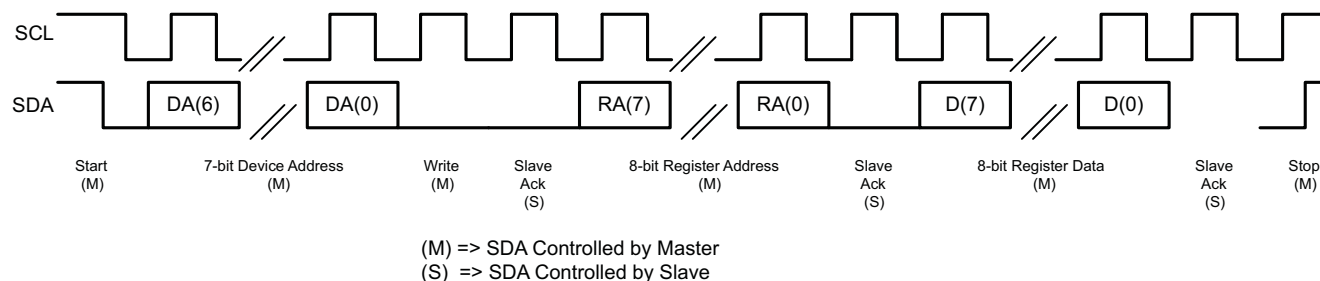 SCL
SDA
DA(6)
DA(0)
RA(7)
RA(0)
D(7)
D(0)
Start
(M)
7-bit Device Address
(M)
Write
(M)
Slave
Ack
(S)
8-bit Register Address
(M)
Slave
Ack
(S)
8-bit Register Data
(M)
Slave
Ack
(S)
Stop
(M)
(M) => SDA Controlled by Master
(S) => SDA Controlled by Slave